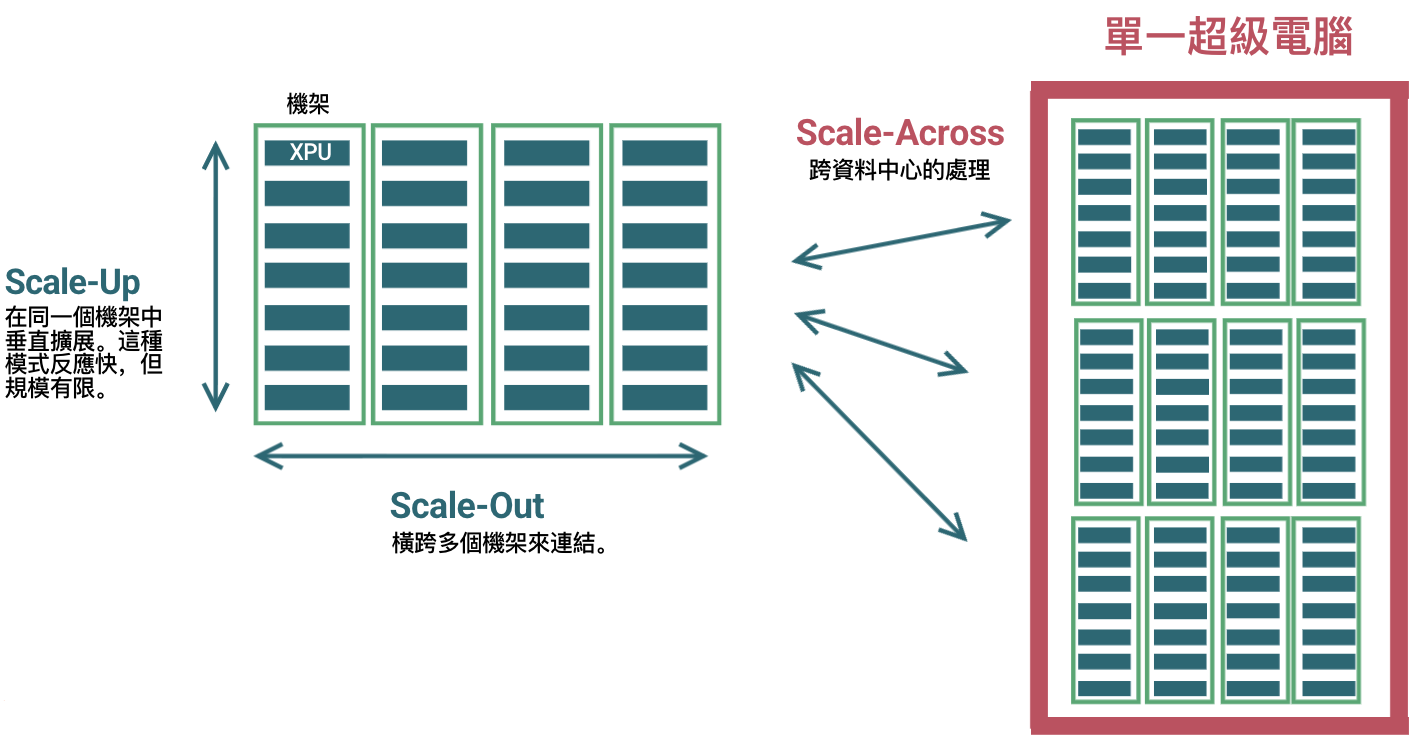 單一超級電腦
機架
XPU
Scale-Across
跨資料中心的處理
Scale-Up
在同一個機架中
垂直擴展。這種
模式反應快，但
規模有限。
Scale-Out
橫跨多個機架來連結。